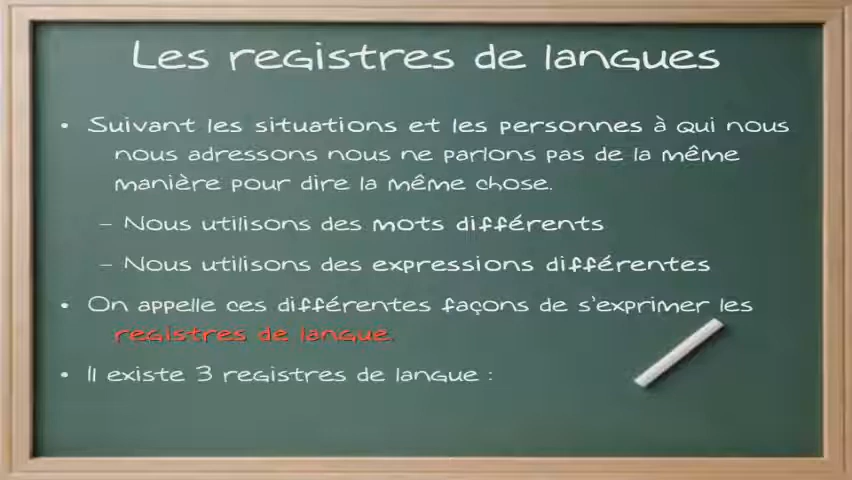 Les registres de langues
• Suivant les situations et les personnes à qui nous
nous adressons nous ne parlons pas de la même
manière pour dire la même chose.
– Nous utilisons des mots différents
– Nous utilisons des expressions différentes
• On appelle ces différentes façons de s'exprimer les
registres de langue.
• Il existe 3 registres de langue :